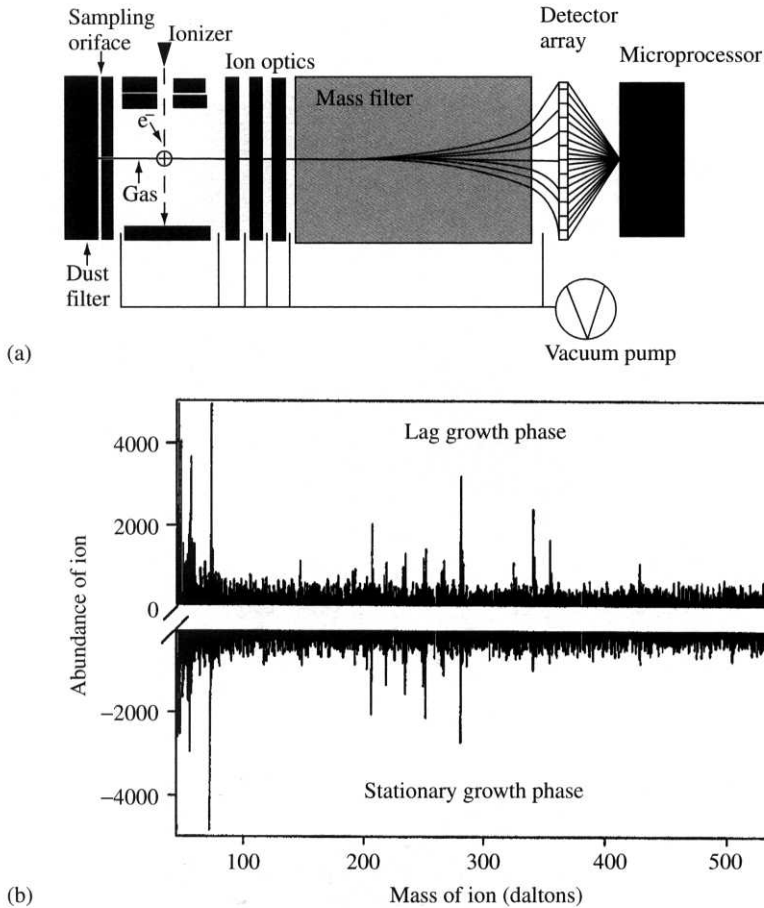 Sampling
oriface
Ionizer
Ion optics
Detector
array
Microprocessor
Mass filter
e⁻
Gas
Dust
filter
Vacuum pump
(a)
Lag growth phase
4000
2000
0
Abundance of ion
−2000
−4000
Stationary growth phase
100 200 300 400 500
Mass of ion (daltons)
(b)